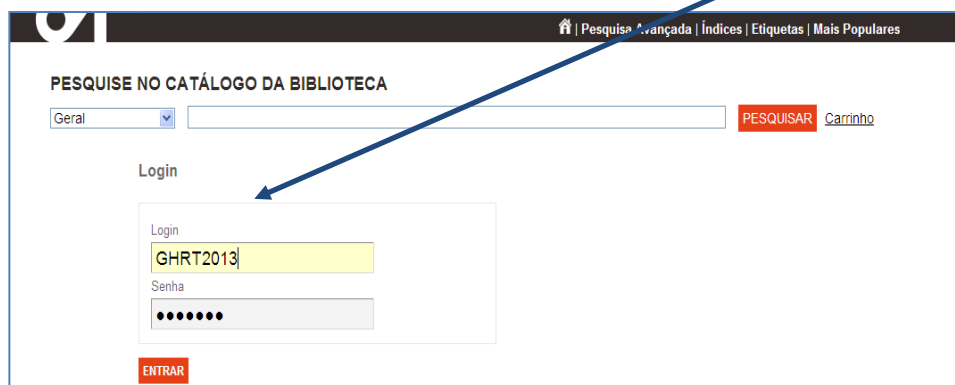 | Pesquisa Avançada | Índices | Etiquetas | Mais Populares
PESQUISE NO CATÁLOGO DA BIBLIOTECA
Geral PESQUISAR Carrinho
Login
Login
GHRT2013
Senha
●●●●●●●
ENTRAR